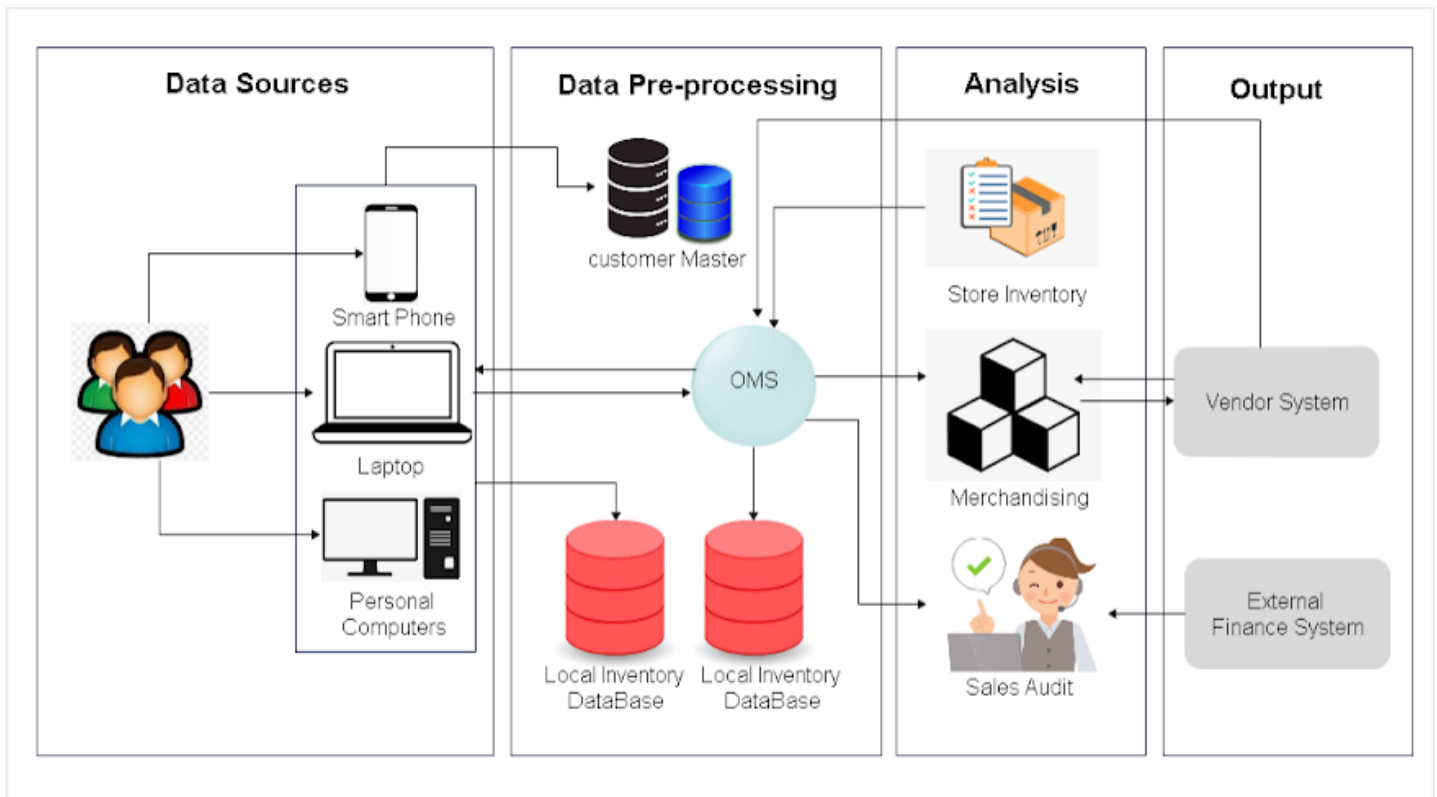 Data Sources
Data Pre-processing
Analysis
Output
customer Master
Store Inventory
Smart Phone
OMS
Vendor System
Laptop
Merchandising
Personal
Computers
External
Finance System
Local Inventory
DataBase
Local Inventory
DataBase
Sales Audit